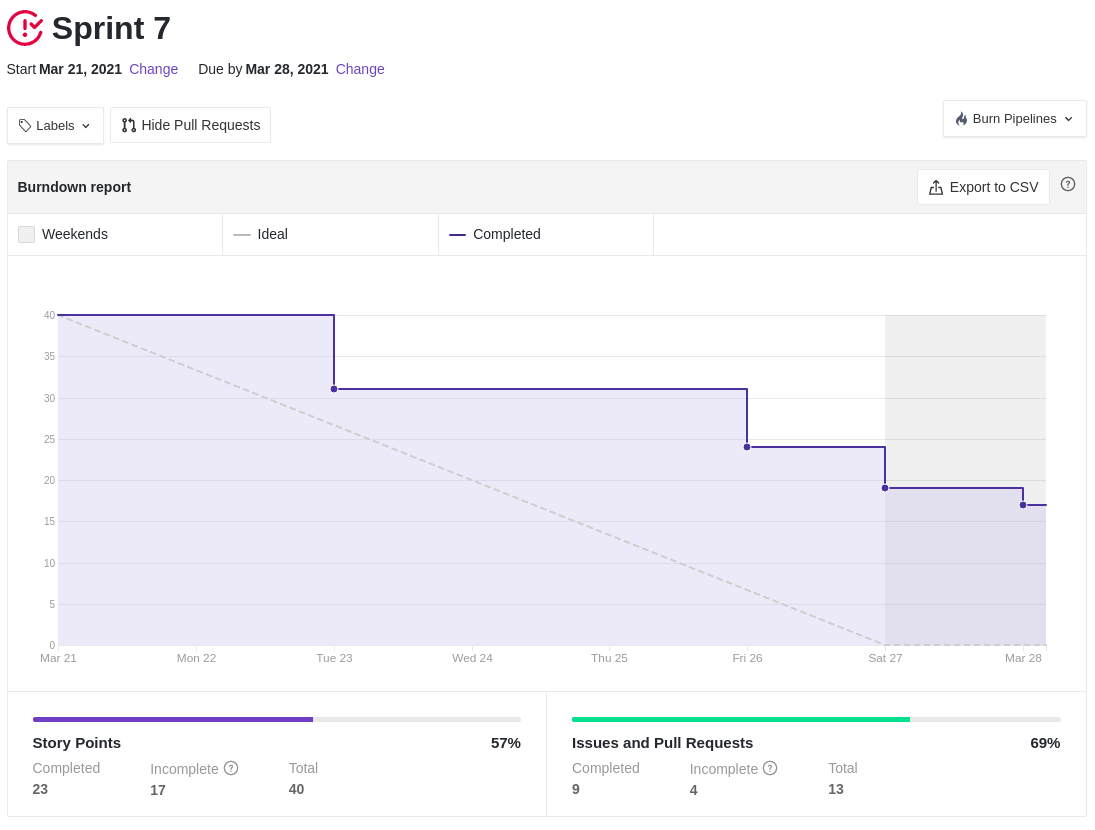 Sprint 7
Start Mar 21, 2021 Change Due by Mar 28, 2021 Change
Labels Hide Pull Requests Burn Pipelines
Burndown report Export to CSV
Weekends Ideal Completed
40
35
30
25
20
15
10
5
0
Mar 21 Mon 22 Tue 23 Wed 24 Thu 25 Fri 26 Sat 27 Mar 28
Story Points 57%
Completed Incomplete Total
23 17 40
Issues and Pull Requests 69%
Completed Incomplete Total
9 4 13